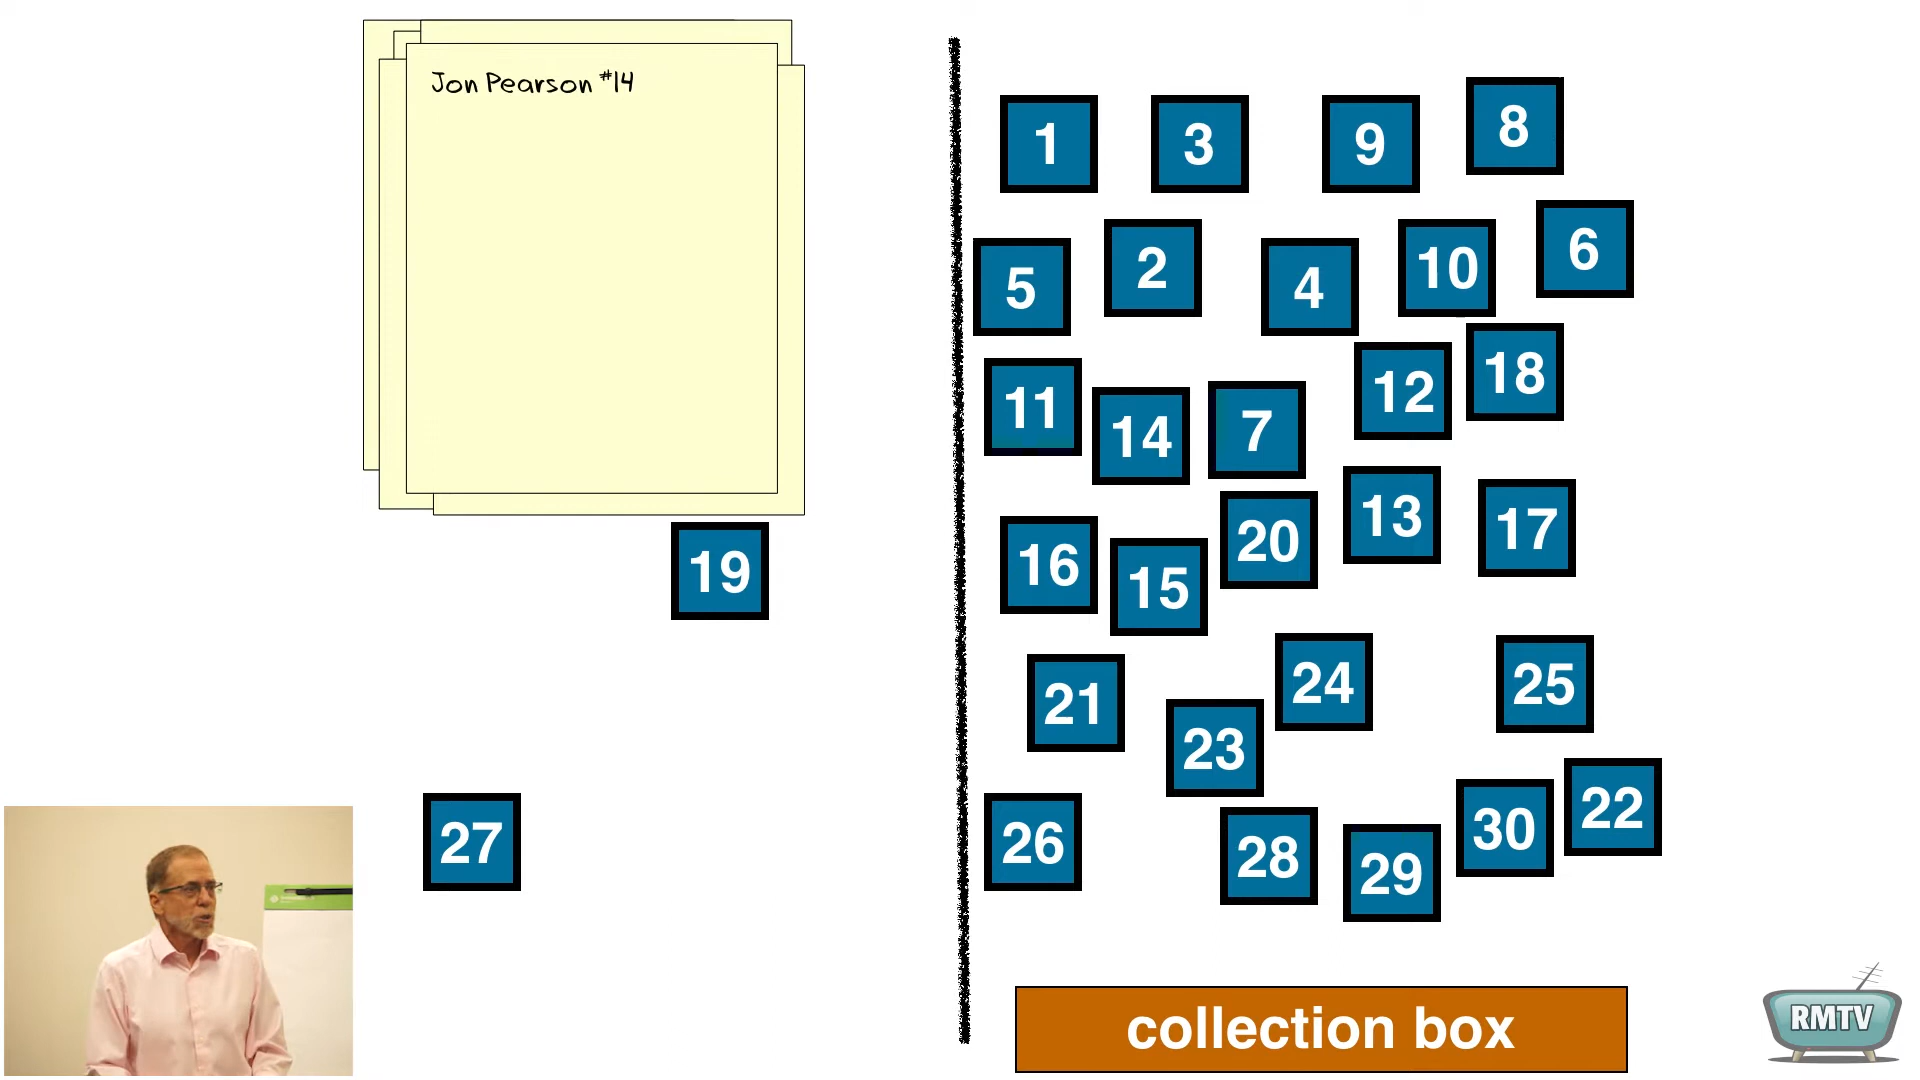 Jon Pearson #14
1 3 9 8
5 2 4 10 6
11 14 7 12 18
16 15 20 13 17
19
21 23 24 25
27
26 28 29 30 22
collection box
RMTV